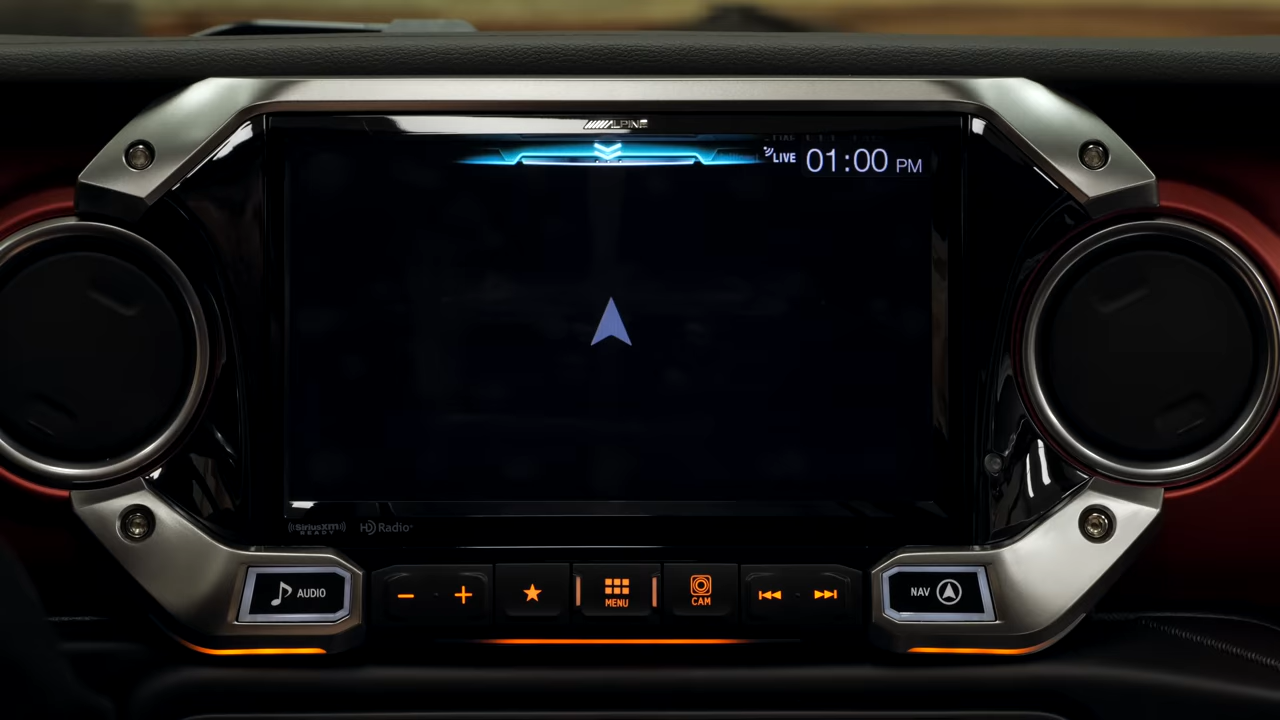 ALPINE
LIVE 01:00 PM
SiriusXM HD Radio
READY
AUDIO
MENU
CAM
NAV